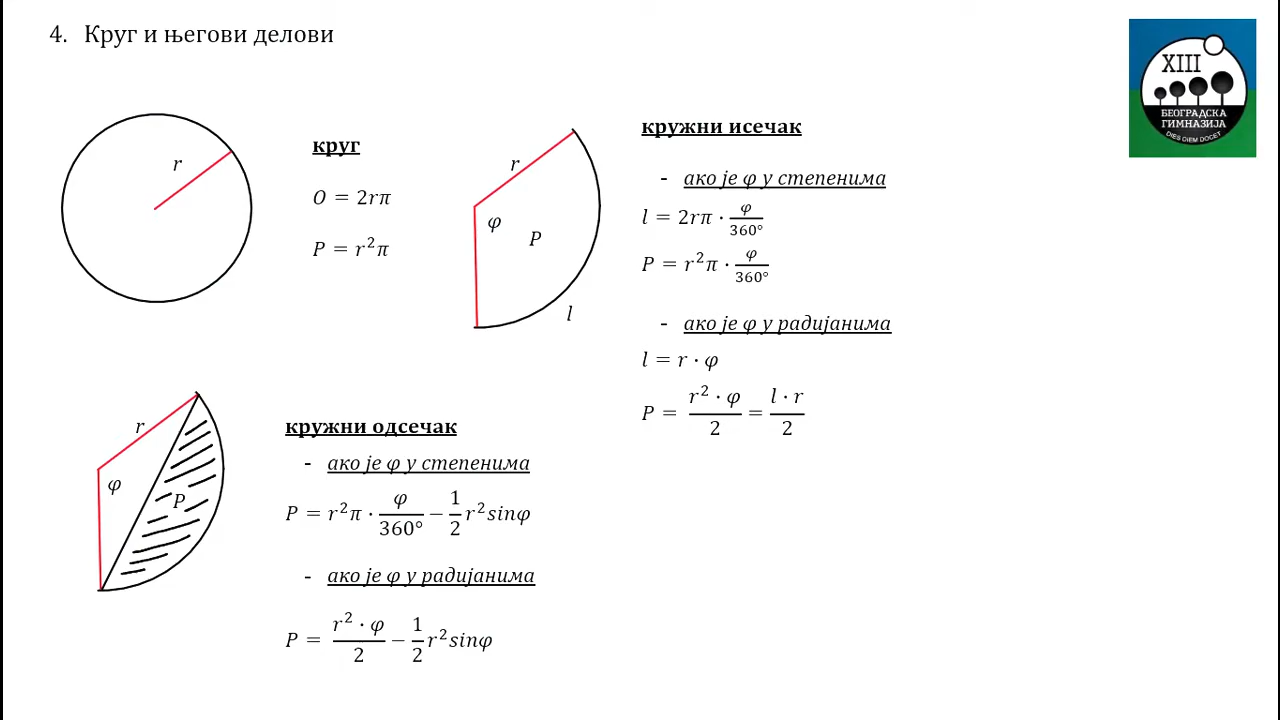 4. Круг и његови делови
XIII
БЕОГРАДСКА
ГИМНАЗИЈА
DIES DIEM DOCET
r
круг
O = 2rπ
P = r²π
r
φ
P
l
кружни исечак
- ако је φ у степенима
l = 2rπ · φ/360°
P = r²π · φ/360°
- ако је φ у радијанима
l = r · φ
P = r² · φ/2 = l · r/2
r
φ
P
кружни одсечак
- ако је φ у степенима
P = r²π · φ/360° − 1/2 r²sinφ
- ако је φ у радијанима
P = r² · φ/2 − 1/2 r²sinφ